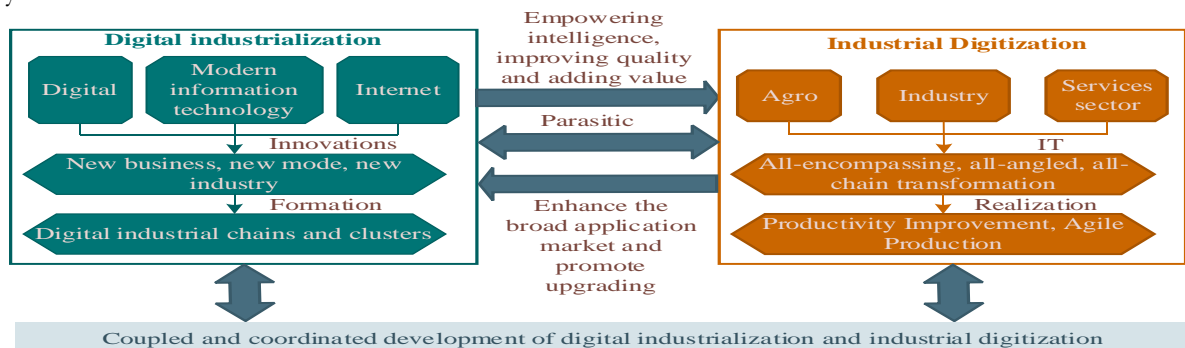 y
Digital industrialization
Digital
Modern
information
technology
Internet
Innovations
New business, new mode, new
industry
Formation
Digital industrial chains and clusters
Empowering
intelligence,
improving quality
and adding value
Parasitic
Enhance the
broad application
market and
promote
upgrading
Industrial Digitization
Agro
Industry
Services
sector
IT
All-encompassing, all-angled, all-
chain transformation
Realization
Productivity Improvement, Agile
Production
Coupled and coordinated development of digital industrialization and industrial digitization